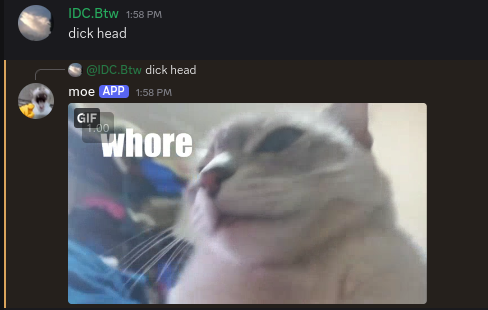 IDC.Btw 1:58 PM
dick head
@IDC.Btw dick head
moe APP 1:58 PM
GIF
1.00
whore